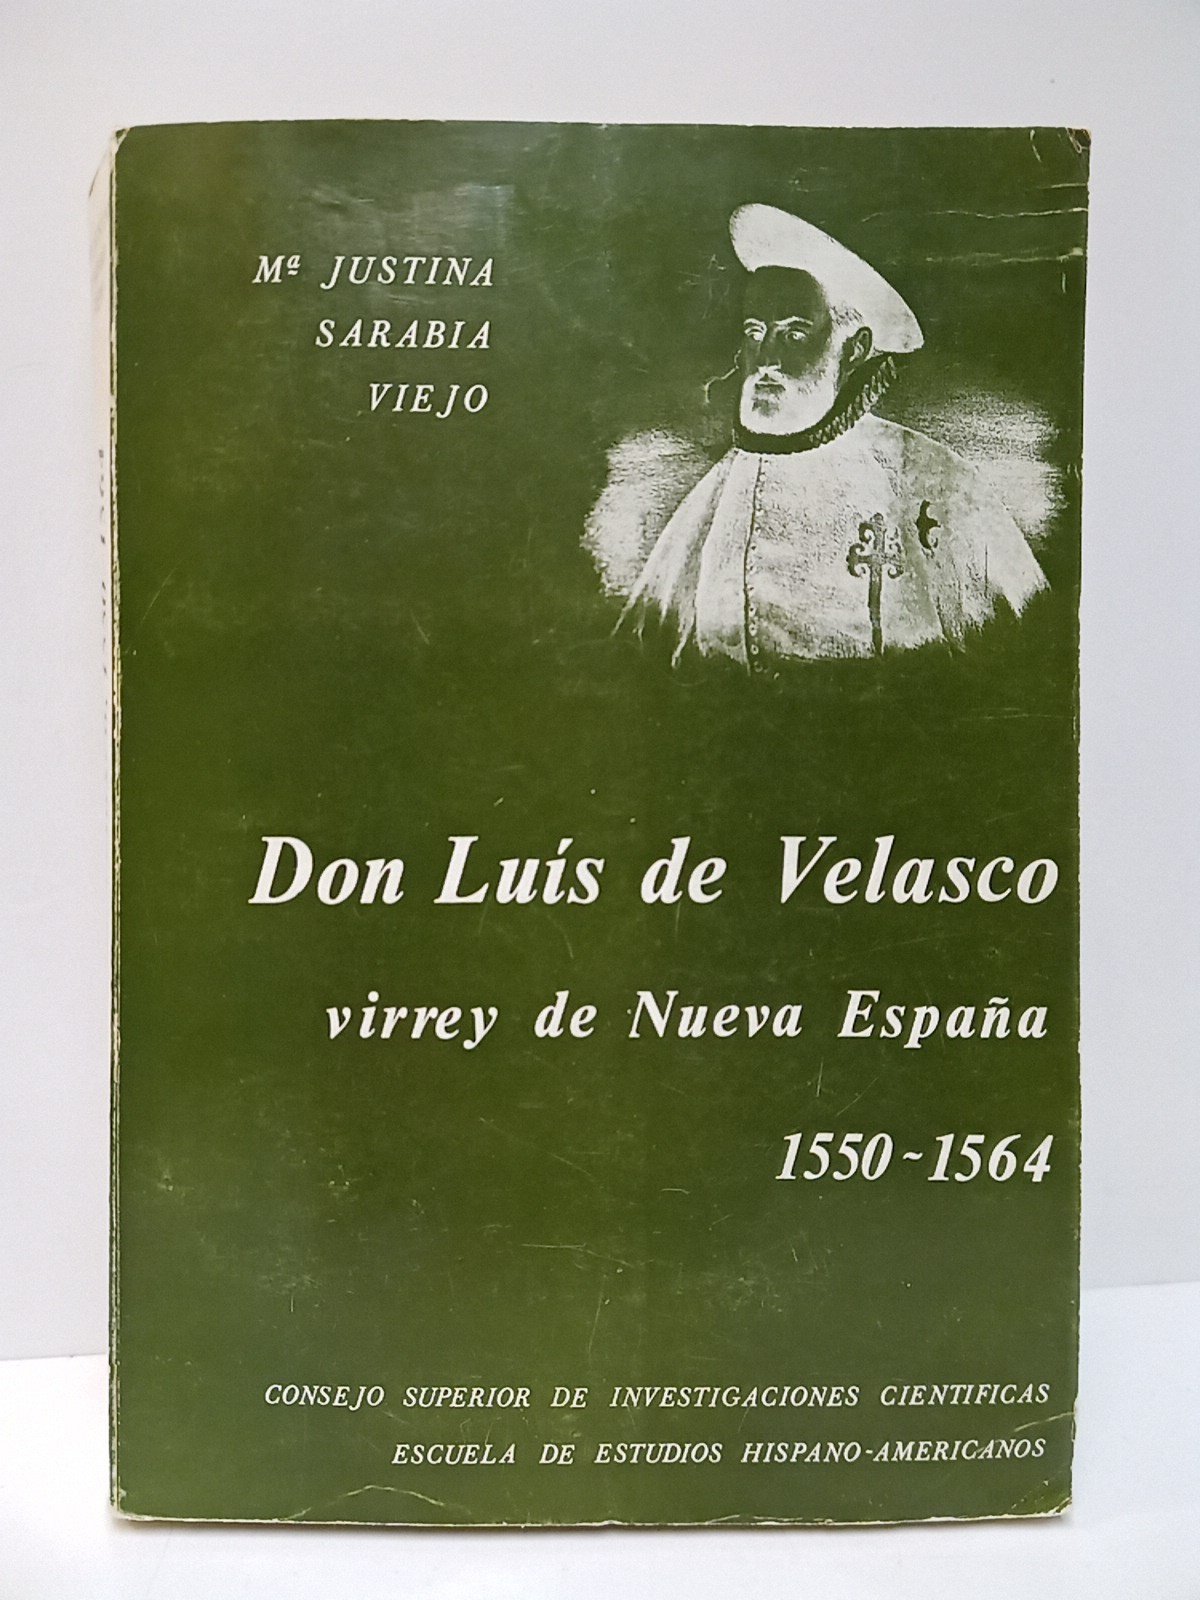 Mª JUSTINA
SARABIA
VIEJO
Don Luís de Velasco
virrey de Nueva España
1550-1564
CONSEJO SUPERIOR DE INVESTIGACIONES CIENTIFICAS
ESCUELA DE ESTUDIOS HISPANO-AMERICANOS